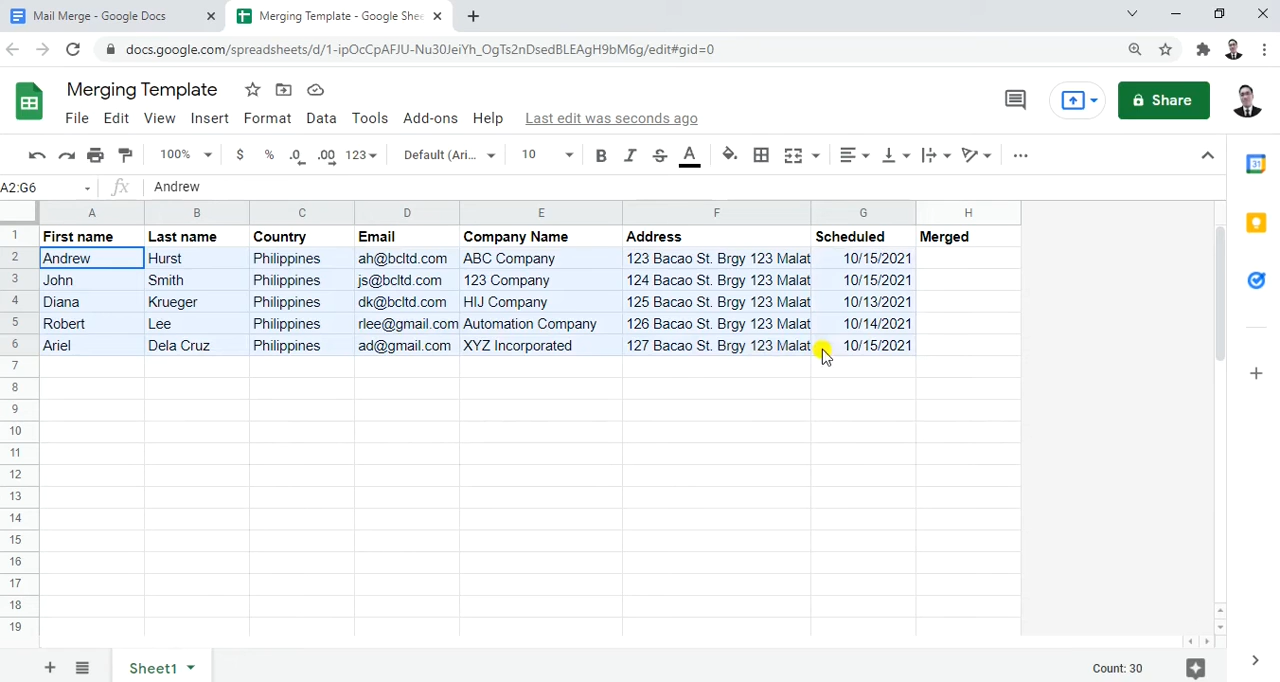 Mail Merge - Google Docs
Merging Template - Google Shee
docs.google.com/spreadsheets/d/1-ipOcCpAFJU-Nu30JeiYh_OgTs2nDsedBLEAgH9bM6g/edit#gid=0
Merging Template
File Edit View Insert Format Data Tools Add-ons Help Last edit was seconds ago
Share
100% $ % .0 .00 123 Default (Ari... 10 B I S A
A2:G6 fx Andrew
A B C D E F G H
1 First name Last name Country Email Company Name Address Scheduled Merged
2 Andrew Hurst Philippines ah@bcltd.com ABC Company 123 Bacao St. Brgy 123 Malat 10/15/2021
3 John Smith Philippines js@bcltd.com 123 Company 124 Bacao St. Brgy 123 Malat 10/15/2021
4 Diana Krueger Philippines dk@bcltd.com HIJ Company 125 Bacao St. Brgy 123 Malat 10/13/2021
5 Robert Lee Philippines rlee@gmail.com Automation Company 126 Bacao St. Brgy 123 Malat 10/14/2021
6 Ariel Dela Cruz Philippines ad@gmail.com XYZ Incorporated 127 Bacao St. Brgy 123 Malat 10/15/2021
7
8
9
10
11
12
13
14
15
16
17
18
19
Sheet1 Count: 30
31